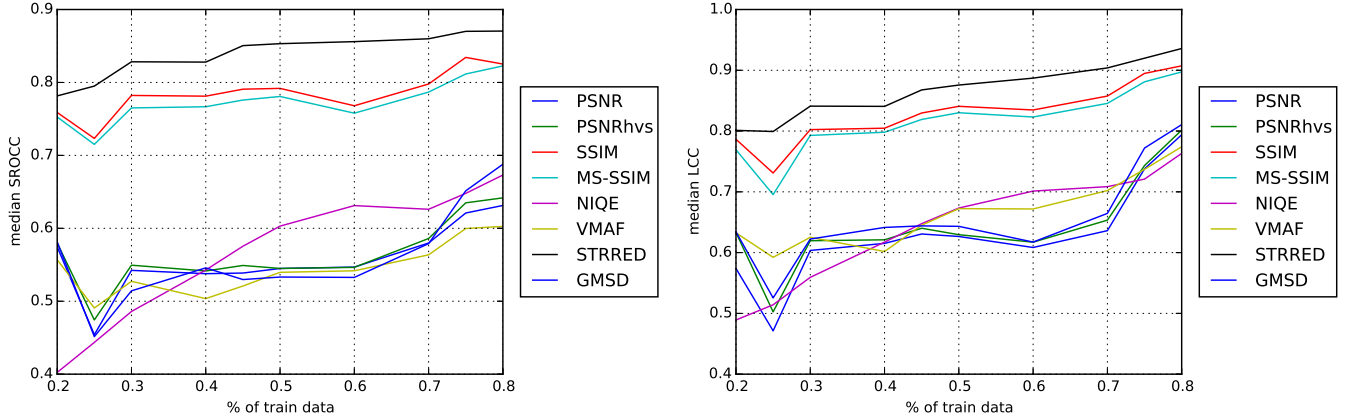 0.9
0.8
0.7
0.6
0.5
0.4
median SROCC
0.2 0.3 0.4 0.5 0.6 0.7 0.8
% of train data
PSNR
PSNRhvs
SSIM
MS-SSIM
NIQE
VMAF
STRRED
GMSD
1.0
0.9
0.8
0.7
0.6
0.5
0.4
median LCC
0.2 0.3 0.4 0.5 0.6 0.7 0.8
% of train data
PSNR
PSNRhvs
SSIM
MS-SSIM
NIQE
VMAF
STRRED
GMSD